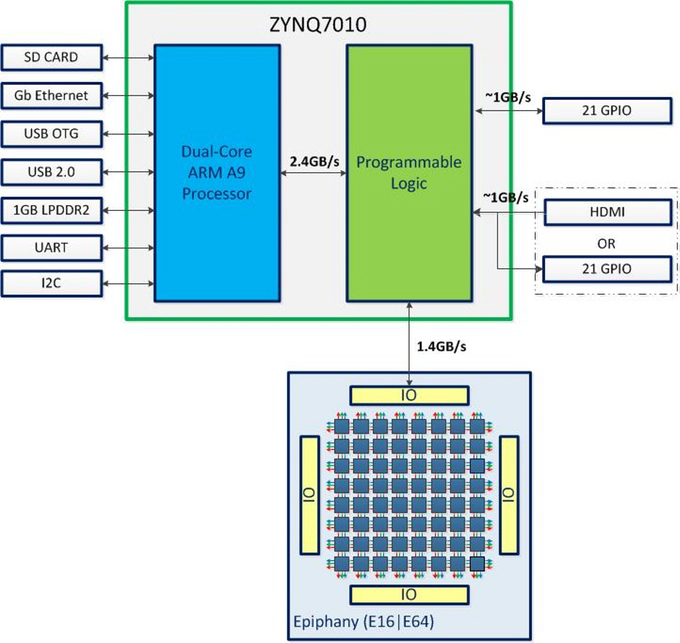 ZYNQ7010
SD CARD
Gb Ethernet
USB OTG
USB 2.0
1GB LPDDR2
UART
I2C
Dual-Core
ARM A9
Processor
2.4GB/s
Programmable
Logic
~1GB/s
21 GPIO
~1GB/s
HDMI
OR
21 GPIO
1.4GB/s
IO
IO
IO
IO
Epiphany (E16|E64)